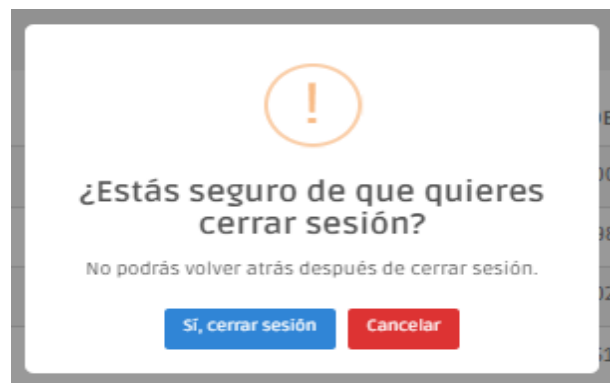 !
¿Estás seguro de que quieres
cerrar sesión?
No podrás volver atrás después de cerrar sesión.
Sí, cerrar sesión
Cancelar